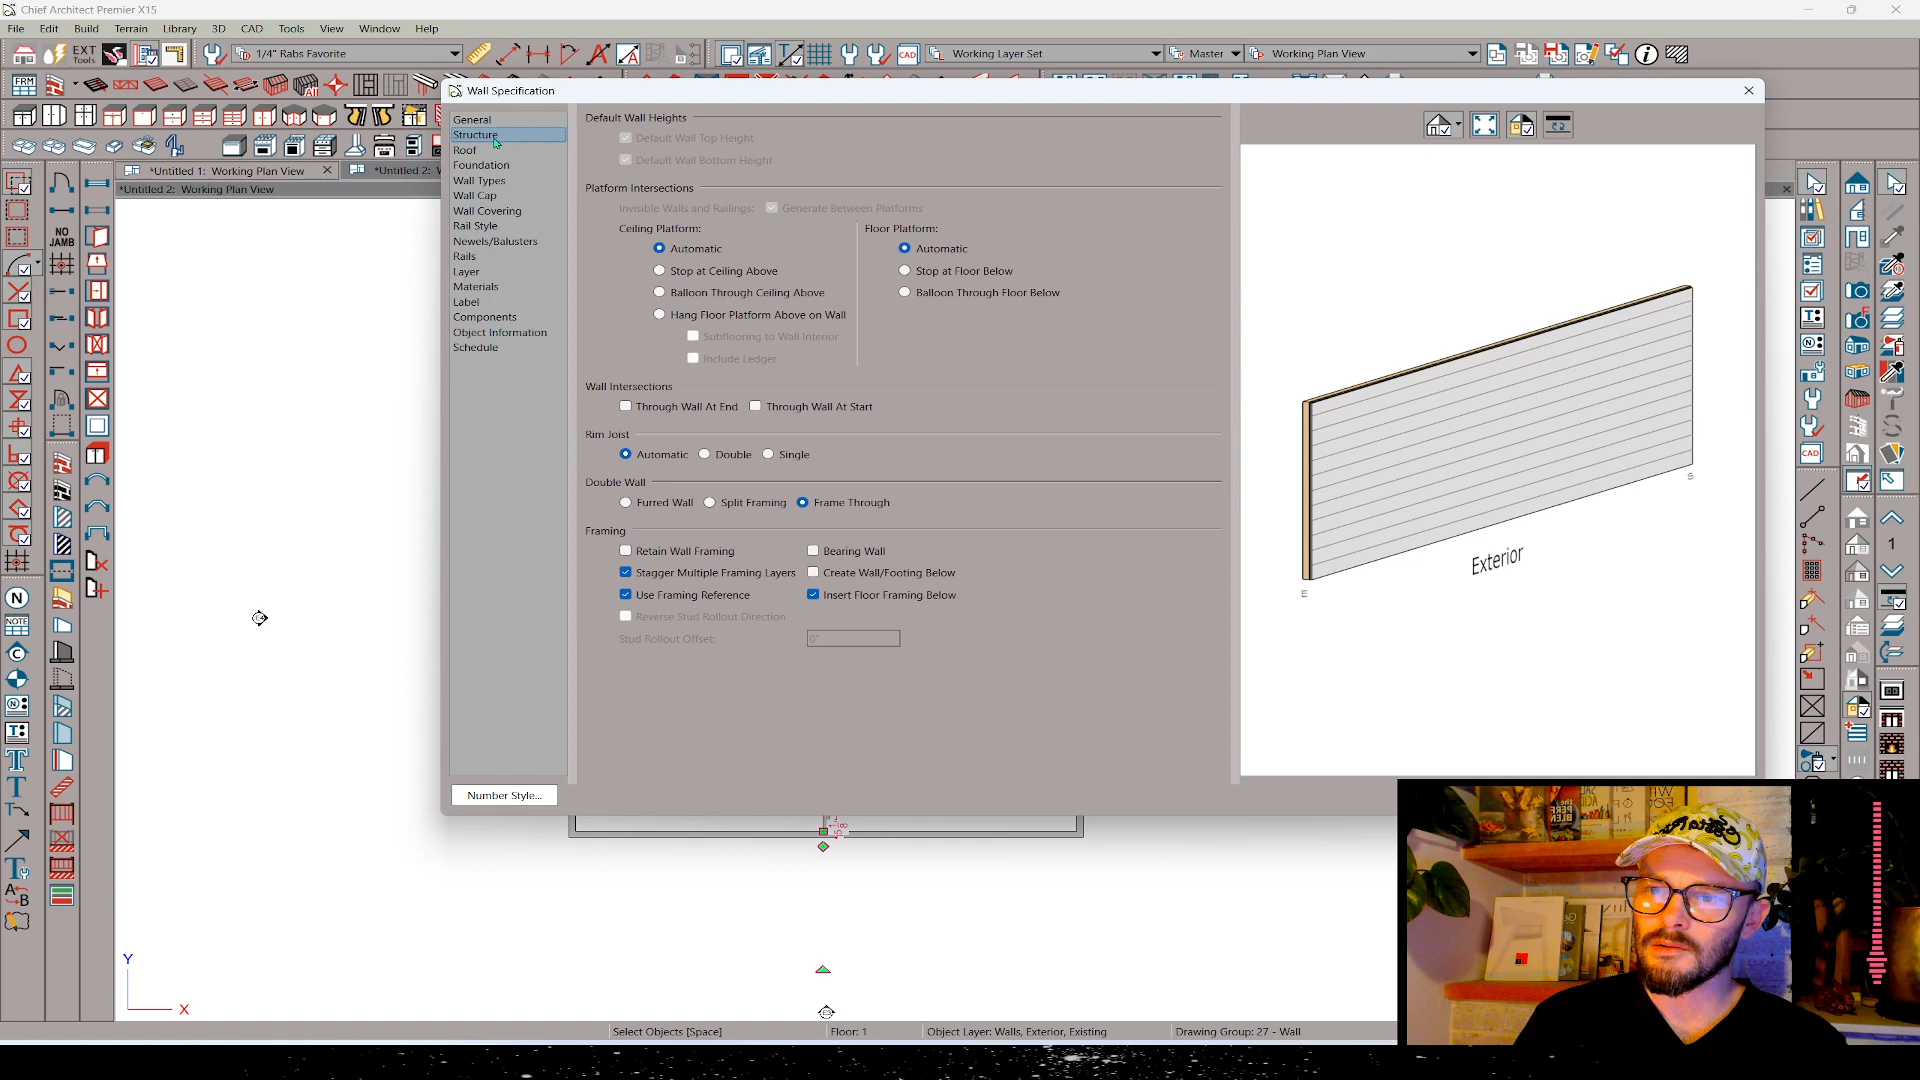 Chief Architect Premier X15
File Edit Build Terrain Library 3D CAD Tools View Window Help
EXT Tools
1/4" Rabs Favorite
CAD
Working Layer Set
Master
Working Plan View
FRM
Wall Specification
*Untitled 1: Working Plan View
*Untitled 2:
*Untitled 2: Working Plan View
NO JAMB
General
Structure
Roof
Foundation
Wall Types
Wall Cap
Wall Covering
Rail Style
Newels/Balusters
Rails
Layer
Materials
Label
Components
Object Information
Schedule
Number Style...
Default Wall Heights
Default Wall Top Height
Default Wall Bottom Height
Platform Intersections
Invisible Walls and Railings: Generate Between Platforms
Ceiling Platform: Floor Platform:
Automatic Automatic
Stop at Ceiling Above Stop at Floor Below
Balloon Through Ceiling Above Balloon Through Floor Below
Hang Floor Platform Above on Wall
Subflooring to Wall Interior
Include Ledger
Wall Intersections
Through Wall At End Through Wall At Start
Rim Joist
Automatic Double Single
Double Wall
Furred Wall Split Framing Frame Through
Framing
Retain Wall Framing Bearing Wall
Stagger Multiple Framing Layers Create Wall/Footing Below
Use Framing Reference Insert Floor Framing Below
Reverse Stud Rollout Direction
Stud Rollout Offset: 0"
Exterior
E
S
N
NOTE
C
CAD
1
Y
X
Select Objects [Space] Floor: 1 Object Layer: Walls, Exterior, Existing Drawing Group: 27 - Wall